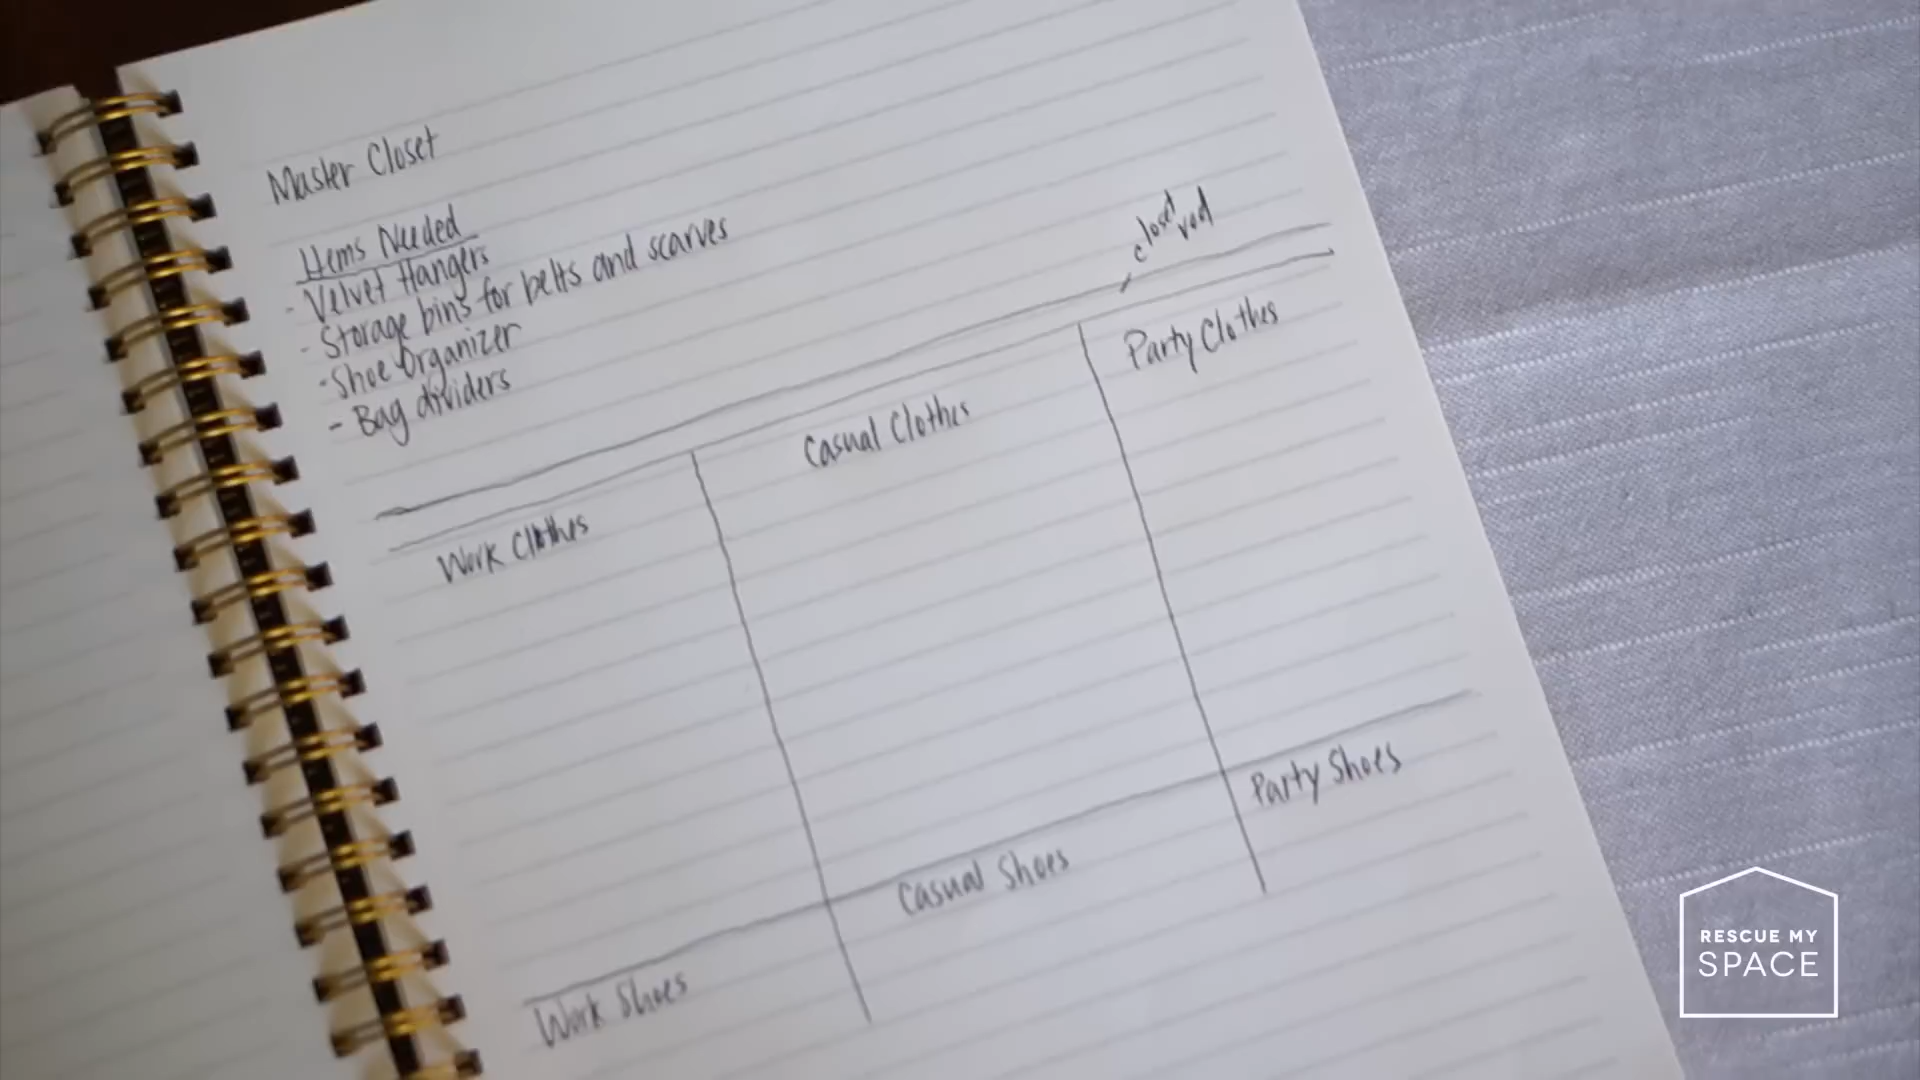 Master Closet
Items Needed
- Velvet Hangers
- Storage bins for belts and scarves
- Shoe Organizer
- Bag dividers
closet rod
Work Clothes
Casual Clothes
Party Clothes
Work Shoes
Casual Shoes
Party Shoes
RESCUE MY
SPACE